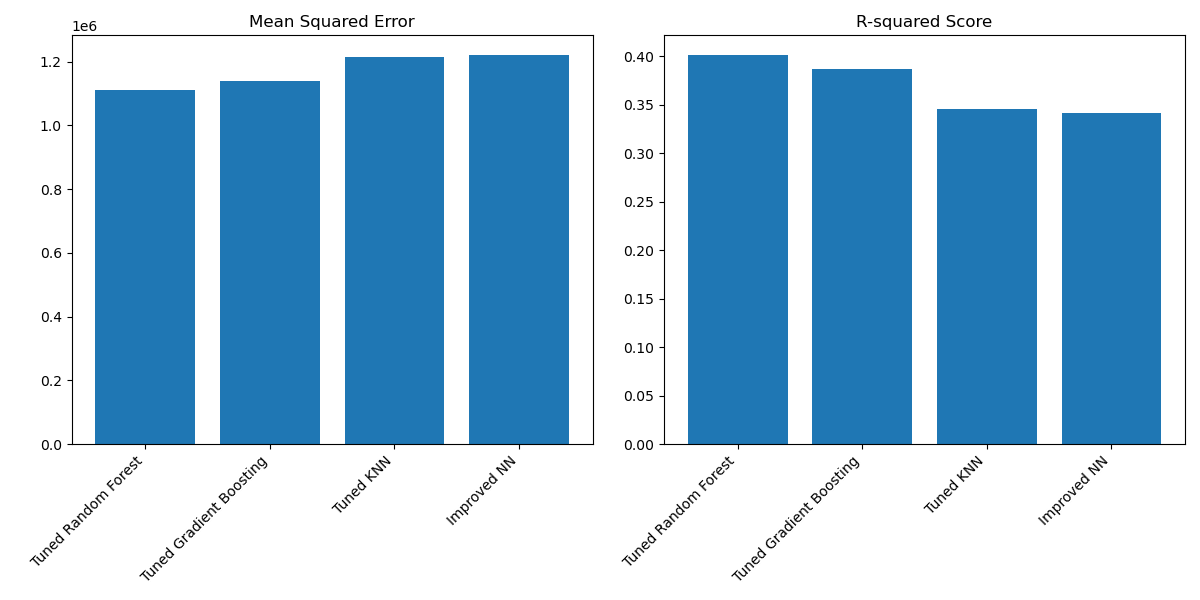 Mean Squared Error
1e6
1.2
1.0
0.8
0.6
0.4
0.2
0.0
Tuned Random Forest
Tuned Gradient Boosting
Tuned KNN
Improved NN
R-squared Score
0.40
0.35
0.30
0.25
0.20
0.15
0.10
0.05
0.00
Tuned Random Forest
Tuned Gradient Boosting
Tuned KNN
Improved NN